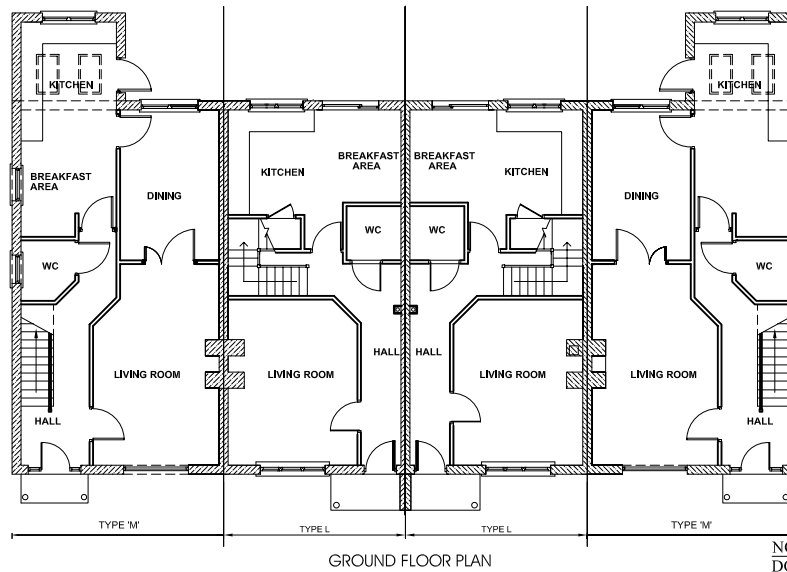 KITCHEN
KITCHEN
BREAKFAST
AREA
DINING
KITCHEN
BREAKFAST
AREA
BREAKFAST
AREA
KITCHEN
DINING
WC
WC
WC
WC
LIVING ROOM
LIVING ROOM
HALL
HALL
LIVING ROOM
LIVING ROOM
HALL
HALL
TYPE 'M'
TYPE L
TYPE L
TYPE 'M'
GROUND FLOOR PLAN